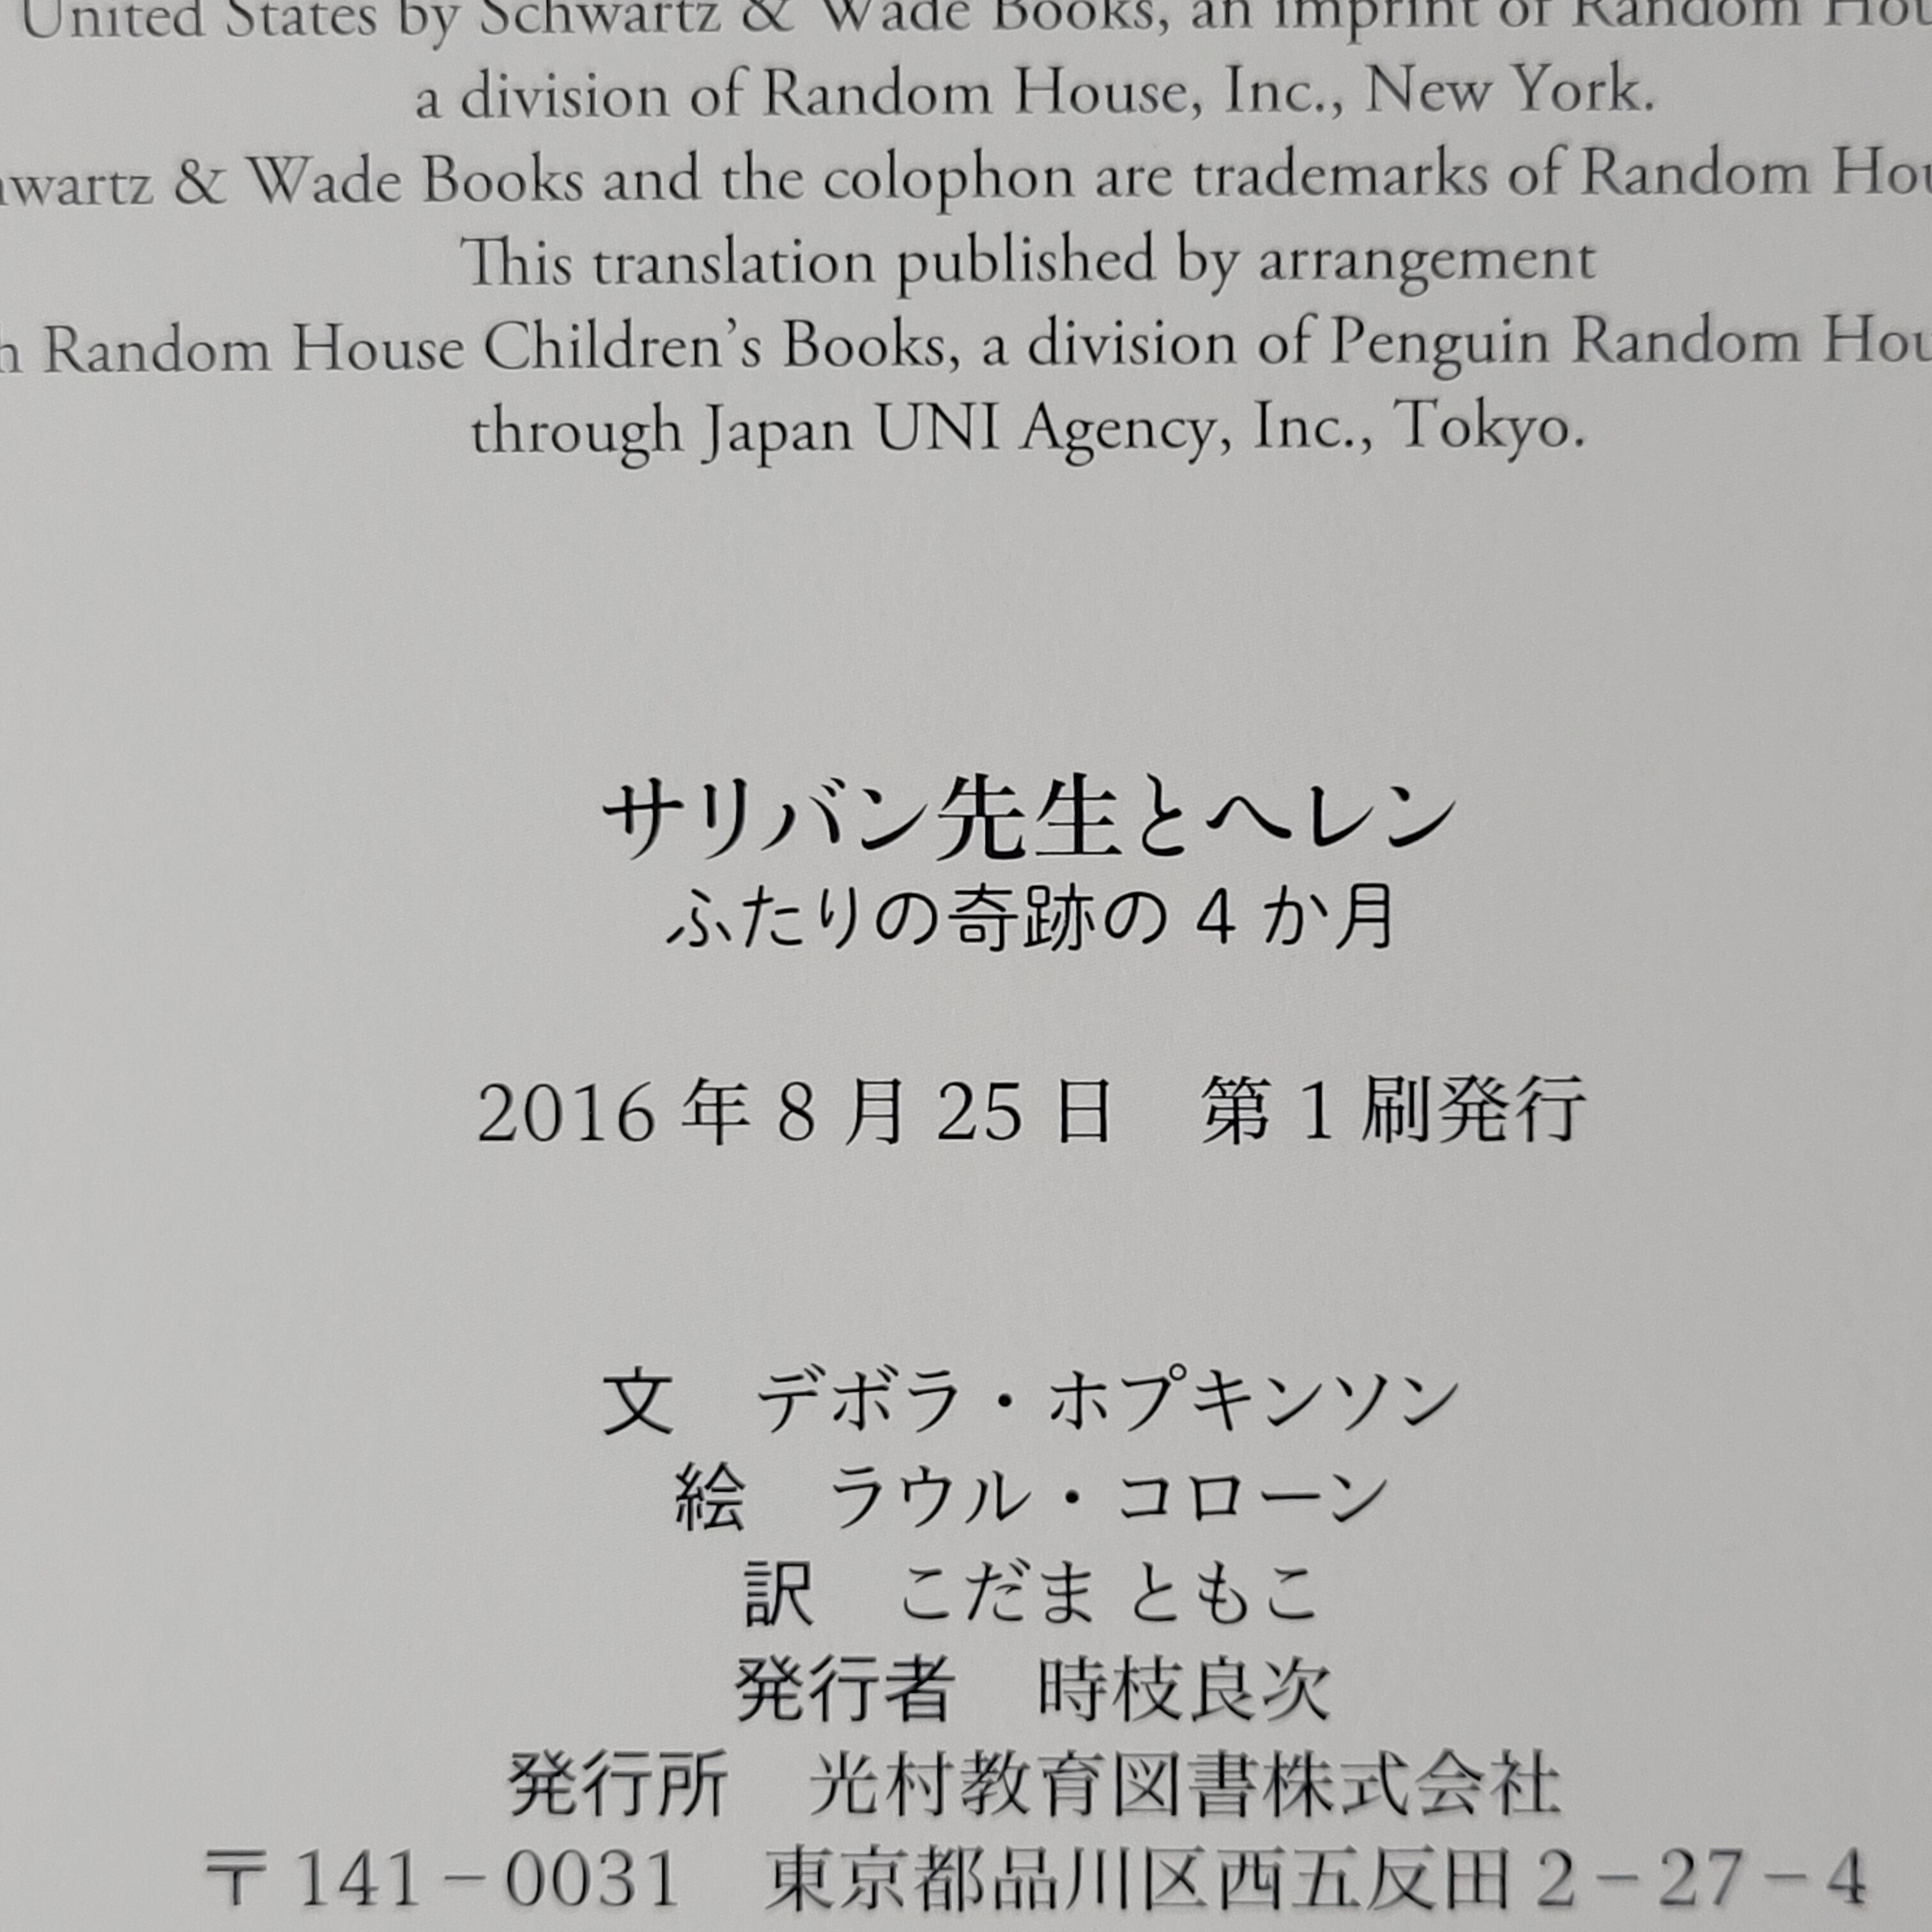 United States by Schwartz & Wade Books, an imprint of Random
a division of Random House, Inc., New York.
& Wade Books and the colophon are trademarks of Random
This translation published by arrangement
Random House Children's Books, a division of Penguin Random
through Japan UNI Agency, Inc., Tokyo.
サリバン先生とヘレン
ふたりの奇跡の4か月
2016年8月25日 第1刷発行
文 デボラ・ホプキンソン
絵 ラウル・コローン
訳 こだま ともこ
発行者 時枝良次
発行所 光村教育図書株式会社
〒141-0031 東京都品川区西五反田2-27-4